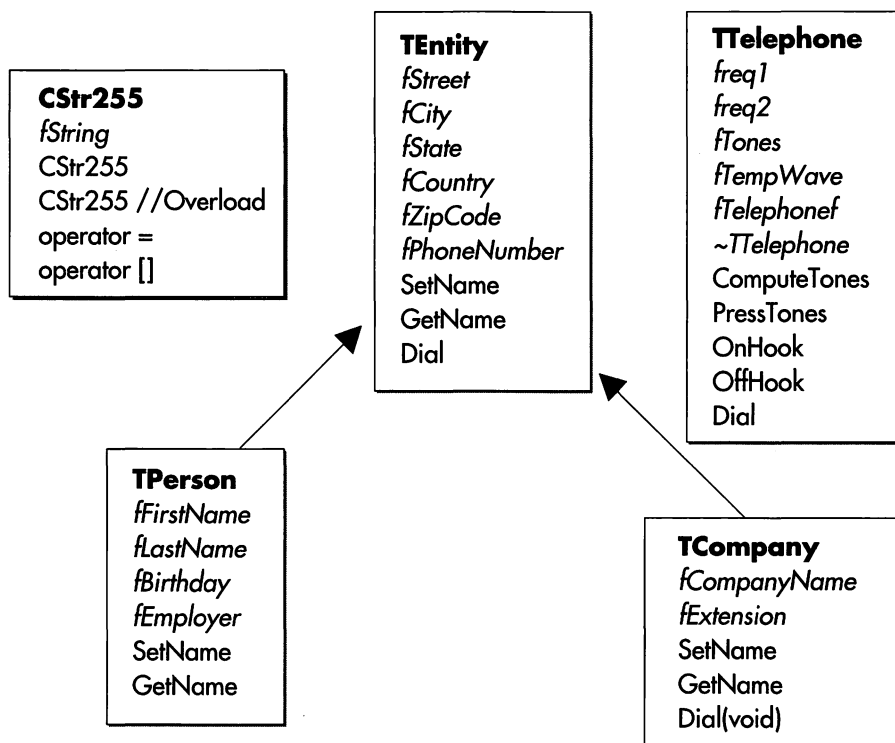 CStr255
fString
CStr255
CStr255 //Overload
operator =
operator []
TEntity
fStreet
fCity
fState
fCountry
fZipCode
fPhoneNumber
SetName
GetName
Dial
TTelephone
freq1
freq2
fTones
fTempWave
fTelephonef
~TTelephone
ComputeTones
PressTones
OnHook
OffHook
Dial
TPerson
fFirstName
fLastName
fBirthday
fEmployer
SetName
GetName
TCompany
fCompanyName
fExtension
SetName
GetName
Dial(void)